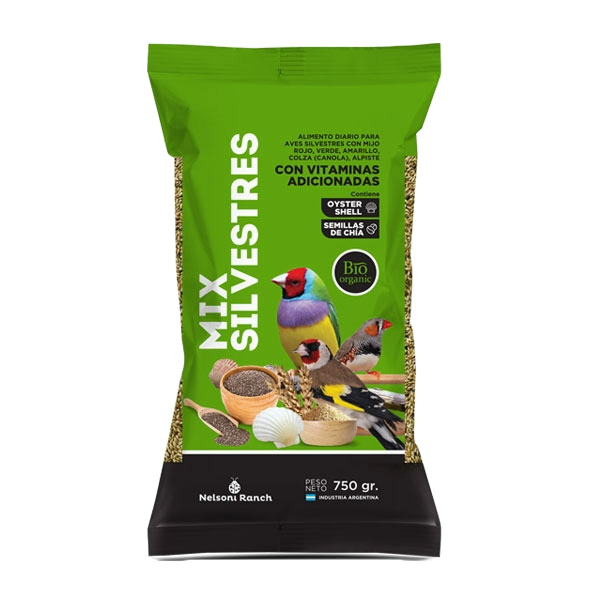 MIX
SILVESTRES
ALIMENTO DIARIO PARA
AVES SILVESTRES CON MIJO
ROJO, VERDE, AMARILLO,
COLZA (CANOLA), ALPISTE
CON VITAMINAS
ADICIONADAS
Contiene
OYSTER
SHELL
SEMILLAS
DE CHÍA
Bio
organic
Nelsoni Ranch
PESO
NETO 750 gr.
INDUSTRIA ARGENTINA